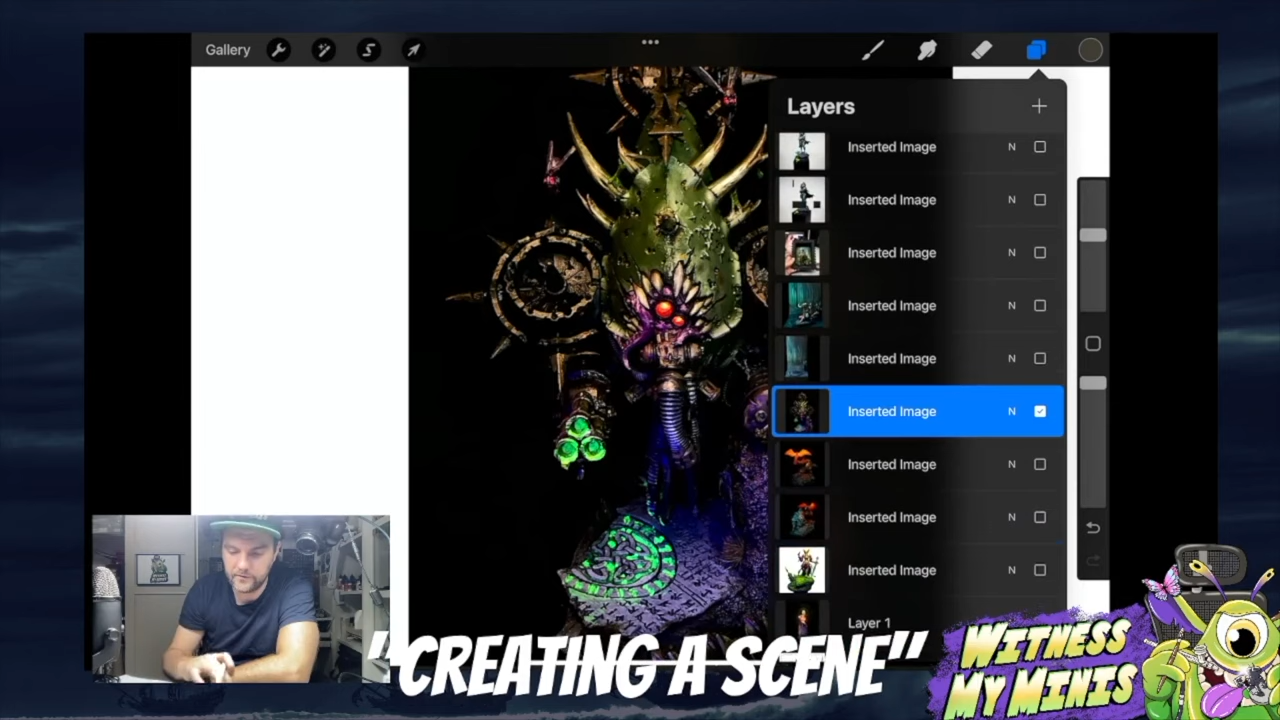 Gallery
Layers
Inserted Image N
Inserted Image N
Inserted Image N
Inserted Image N
Inserted Image N
Inserted Image N
Inserted Image N
Inserted Image N
Inserted Image N
Layer 1
"CREATING A SCENE"
WITNESS
MY MINIS